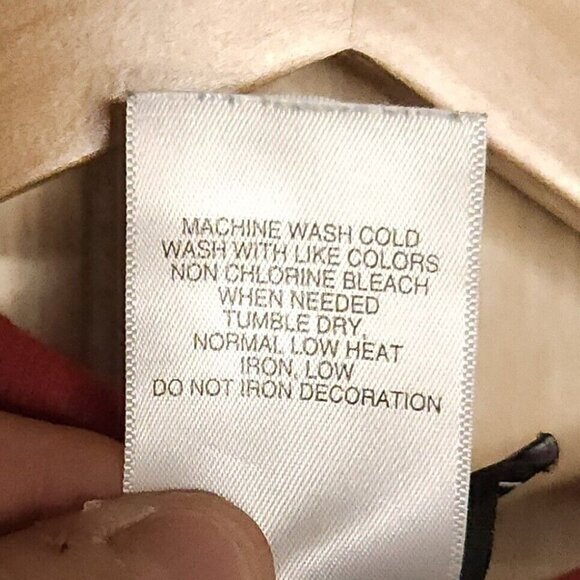 MACHINE WASH COLD
WASH WITH LIKE COLORS
NON CHLORINE BLEACH
WHEN NEEDED
TUMBLE DRY,
NORMAL LOW HEAT
IRON, LOW
DO NOT IRON DECORATION